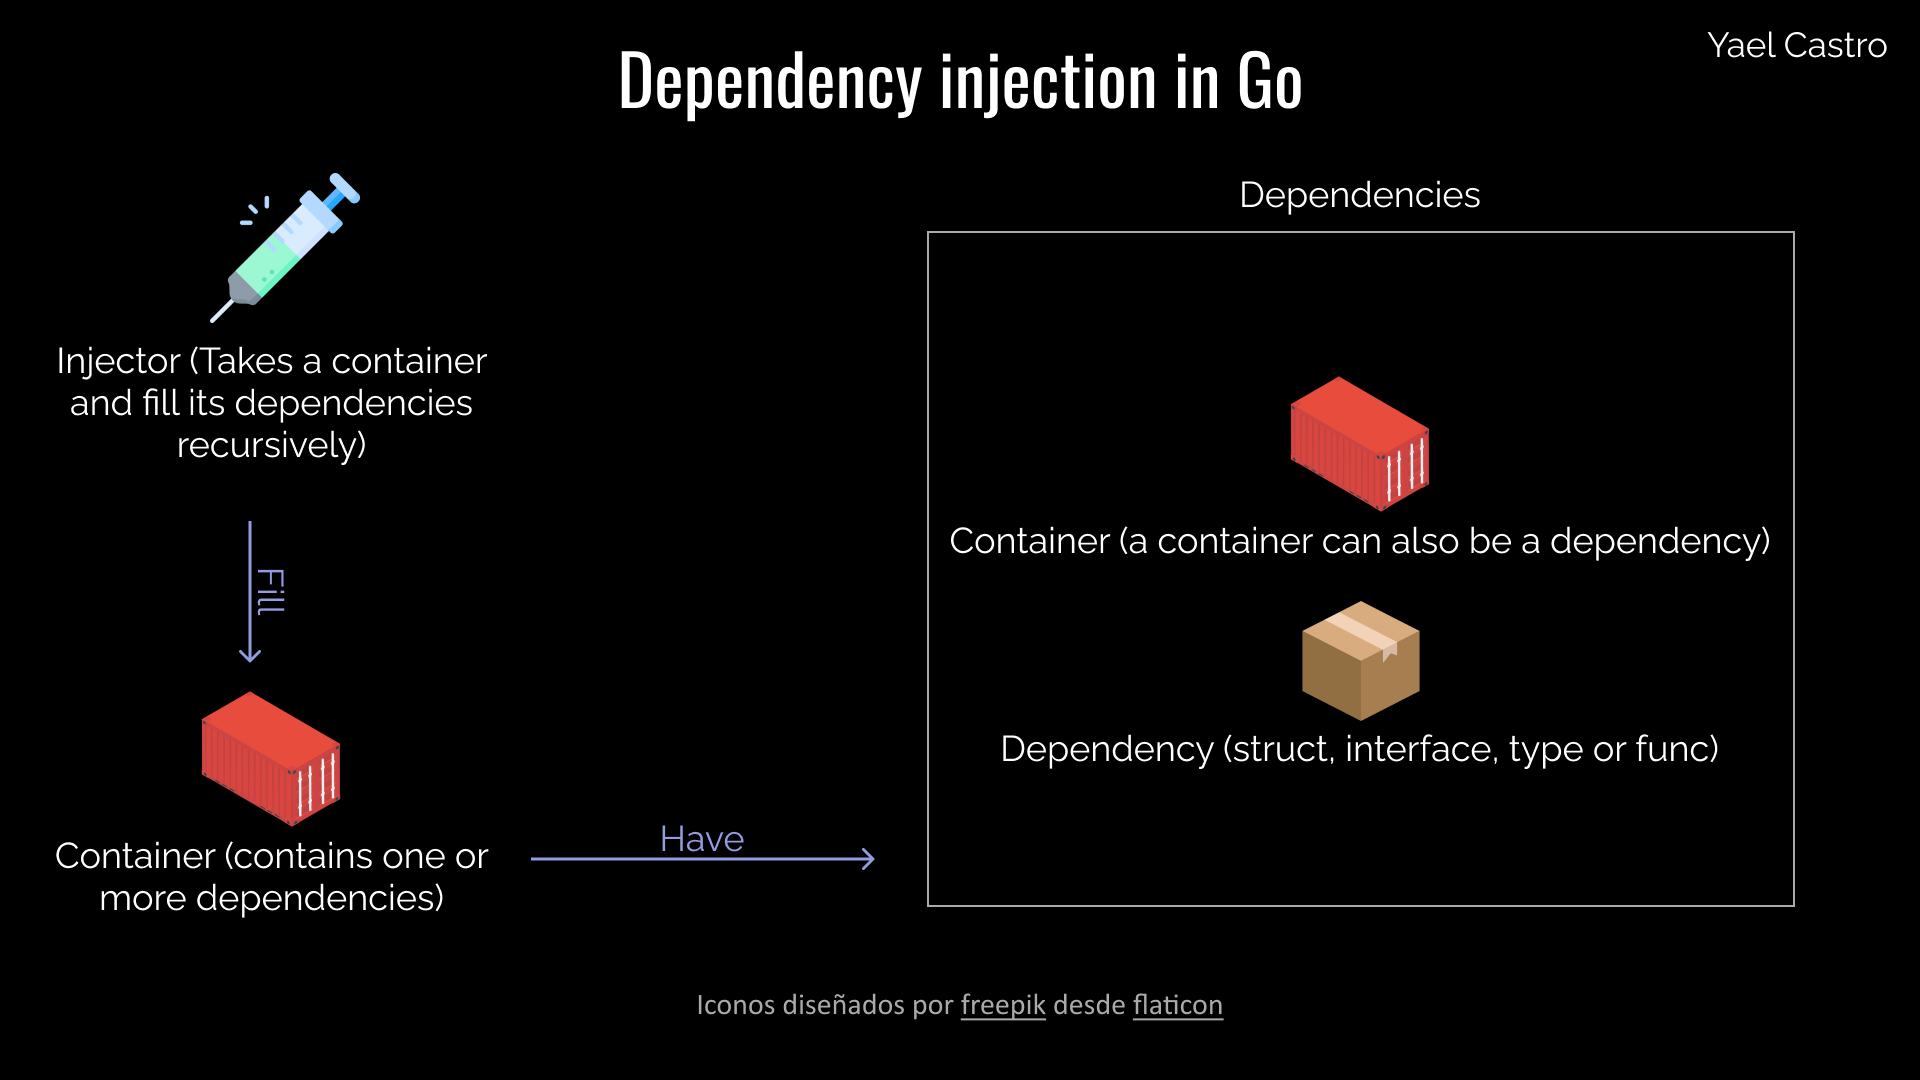 Yael Castro
Dependency injection in Go
Injector (Takes a container
and fill its dependencies
recursively)
Fill
Container (contains one or
more dependencies)
Have
Dependencies
Container (a container can also be a dependency)
Dependency (struct, interface, type or func)
Iconos diseñados por freepik desde flaticon